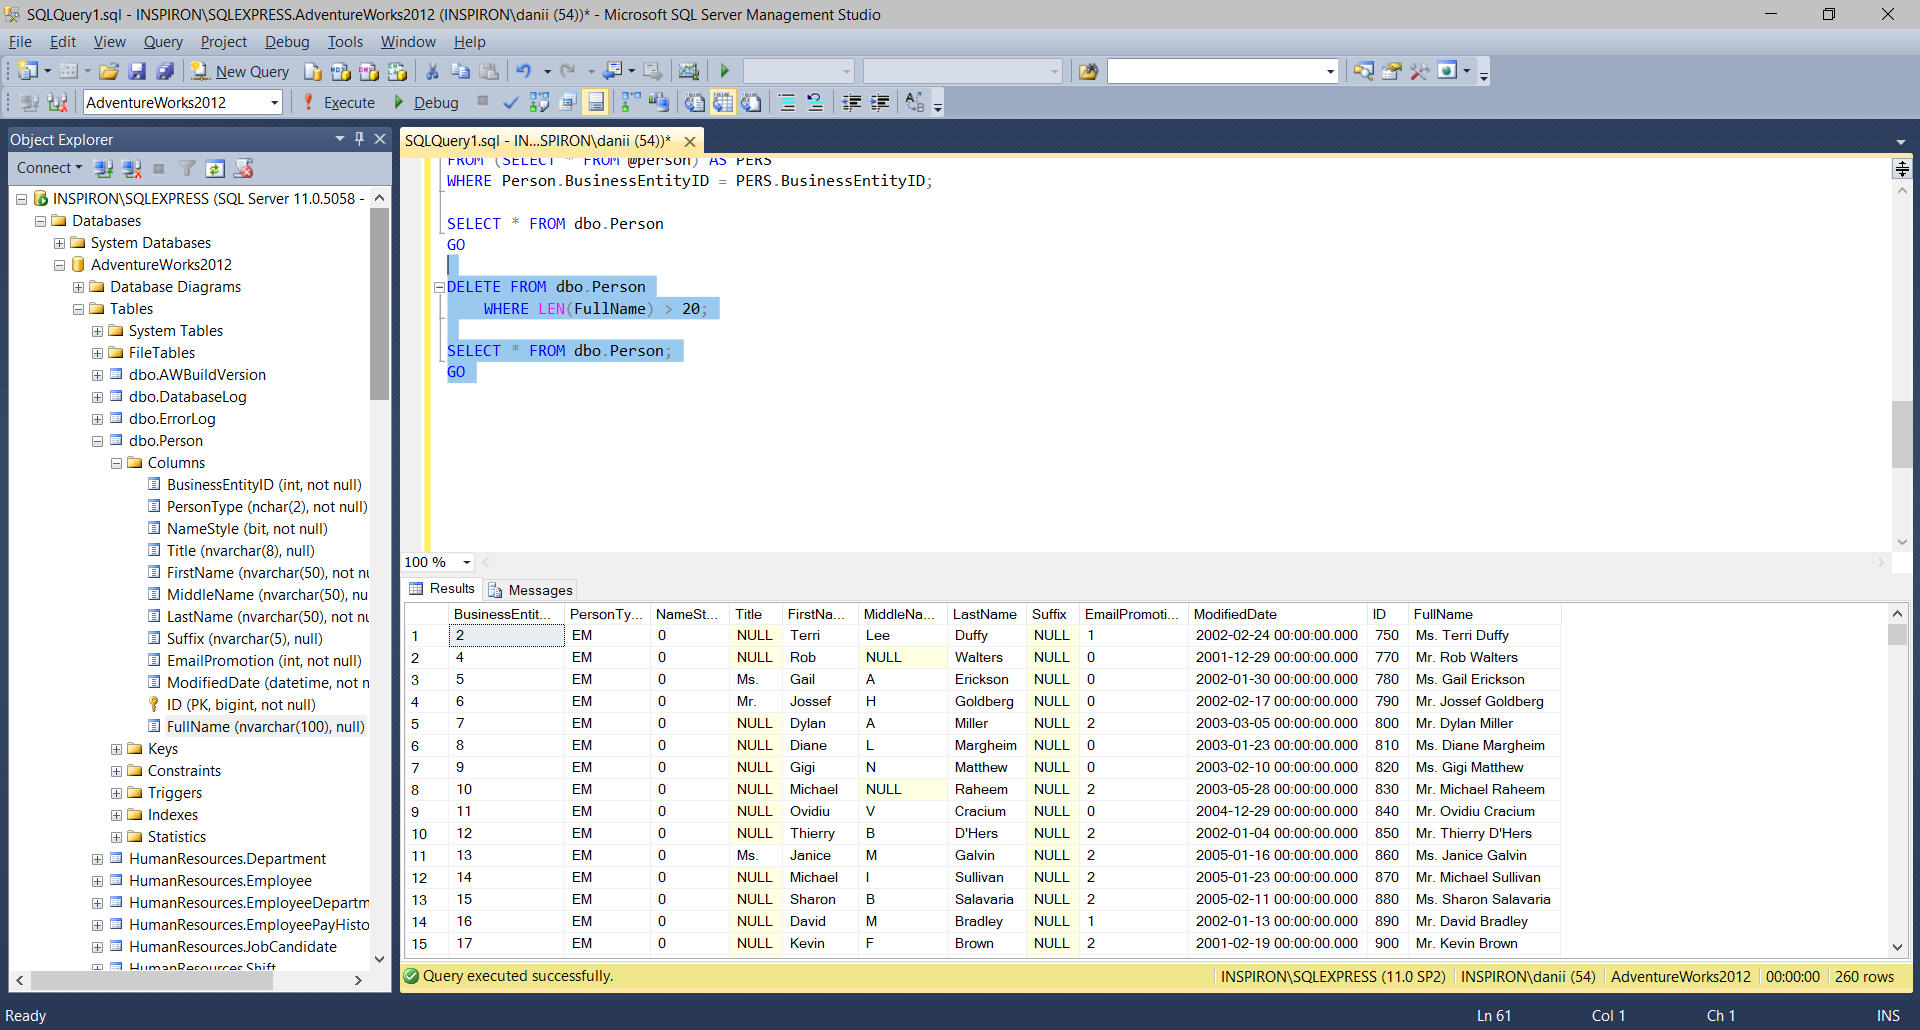 SQLQuery1.sql - INSPIRON\SQLEXPRESS.AdventureWorks2012 (INSPIRON\danii (54))* - Microsoft SQL Server Management Studio
File Edit View Query Project Debug Tools Window Help
New Query
AdventureWorks2012 Execute Debug
Object Explorer
Connect
INSPIRON\SQLEXPRESS (SQL Server 11.0.5058 -
Databases
System Databases
AdventureWorks2012
Database Diagrams
Tables
System Tables
FileTables
dbo.AWBuildVersion
dbo.DatabaseLog
dbo.ErrorLog
dbo.Person
Columns
BusinessEntityID (int, not null)
PersonType (nchar(2), not null)
NameStyle (bit, not null)
Title (nvarchar(8), null)
FirstName (nvarchar(50), not nu
MiddleName (nvarchar(50), nu
LastName (nvarchar(50), not nu
Suffix (nvarchar(5), null)
EmailPromotion (int, not null)
ModifiedDate (datetime, not n
ID (PK, bigint, not null)
FullName (nvarchar(100), null)
Keys
Constraints
Triggers
Indexes
Statistics
HumanResources.Department
HumanResources.Employee
HumanResources.EmployeeDepartm
HumanResources.EmployeePayHisto
HumanResources.JobCandidate
HumanResources.Shift
SQLQuery1.sql - IN...SPIRON\danii (54))*
FROM (SELECT * FROM @person) AS PERS
WHERE Person.BusinessEntityID = PERS.BusinessEntityID;
SELECT * FROM dbo.Person
GO
DELETE FROM dbo.Person
WHERE LEN(FullName) > 20;
SELECT * FROM dbo.Person;
GO
100 %
Results Messages
BusinessEntit... PersonTy... NameSt... Title FirstNa... MiddleNa... LastName Suffix EmailPromoti... ModifiedDate ID FullName
1 2 EM 0 NULL Terri Lee Duffy NULL 1 2002-02-24 00:00:00.000 750 Ms. Terri Duffy
2 4 EM 0 NULL Rob NULL Walters NULL 0 2001-12-29 00:00:00.000 770 Mr. Rob Walters
3 5 EM 0 Ms. Gail A Erickson NULL 0 2002-01-30 00:00:00.000 780 Ms. Gail Erickson
4 6 EM 0 Mr. Jossef H Goldberg NULL 0 2002-02-17 00:00:00.000 790 Mr. Jossef Goldberg
5 7 EM 0 NULL Dylan A Miller NULL 2 2003-03-05 00:00:00.000 800 Mr. Dylan Miller
6 8 EM 0 NULL Diane L Margheim NULL 0 2003-01-23 00:00:00.000 810 Ms. Diane Margheim
7 9 EM 0 NULL Gigi N Matthew NULL 0 2003-02-10 00:00:00.000 820 Ms. Gigi Matthew
8 10 EM 0 NULL Michael NULL Raheem NULL 2 2003-05-28 00:00:00.000 830 Mr. Michael Raheem
9 11 EM 0 NULL Ovidiu V Cracium NULL 0 2004-12-29 00:00:00.000 840 Mr. Ovidiu Cracium
10 12 EM 0 NULL Thierry B D'Hers NULL 2 2002-01-04 00:00:00.000 850 Mr. Thierry D'Hers
11 13 EM 0 Ms. Janice M Galvin NULL 2 2005-01-16 00:00:00.000 860 Ms. Janice Galvin
12 14 EM 0 NULL Michael I Sullivan NULL 2 2005-01-23 00:00:00.000 870 Mr. Michael Sullivan
13 15 EM 0 NULL Sharon B Salavaria NULL 2 2005-02-11 00:00:00.000 880 Ms. Sharon Salavaria
14 16 EM 0 NULL David M Bradley NULL 1 2002-01-13 00:00:00.000 890 Mr. David Bradley
15 17 EM 0 NULL Kevin F Brown NULL 2 2001-02-19 00:00:00.000 900 Mr. Kevin Brown
Query executed successfully. INSPIRON\SQLEXPRESS (11.0 SP2) INSPIRON\danii (54) AdventureWorks2012 00:00:00 260 rows
Ready Ln 61 Col 1 Ch 1 INS